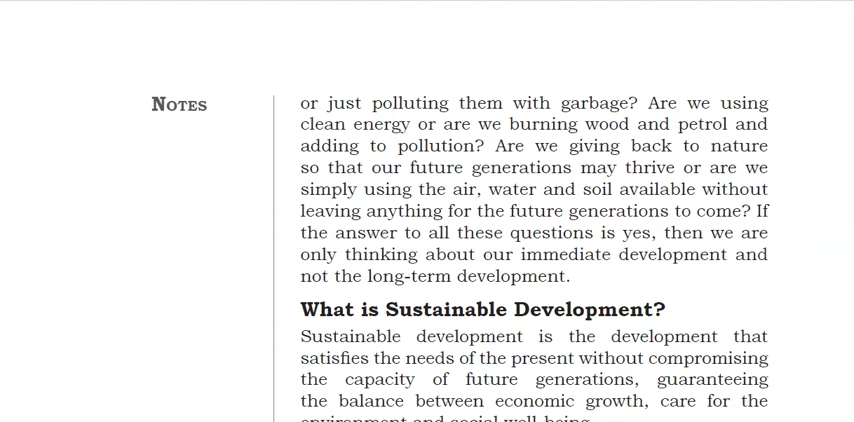 NOTES
or just polluting them with garbage? Are we using
clean energy or are we burning wood and petrol and
adding to pollution? Are we giving back to nature
so that our future generations may thrive or are we
simply using the air, water and soil available without
leaving anything for the future generations to come? If
the answer to all these questions is yes, then we are
only thinking about our immediate development and
not the long-term development.
What is Sustainable Development?
Sustainable development is the development that
satisfies the needs of the present without compromising
the capacity of future generations, guaranteeing
the balance between economic growth, care for the
environment and social well-being.